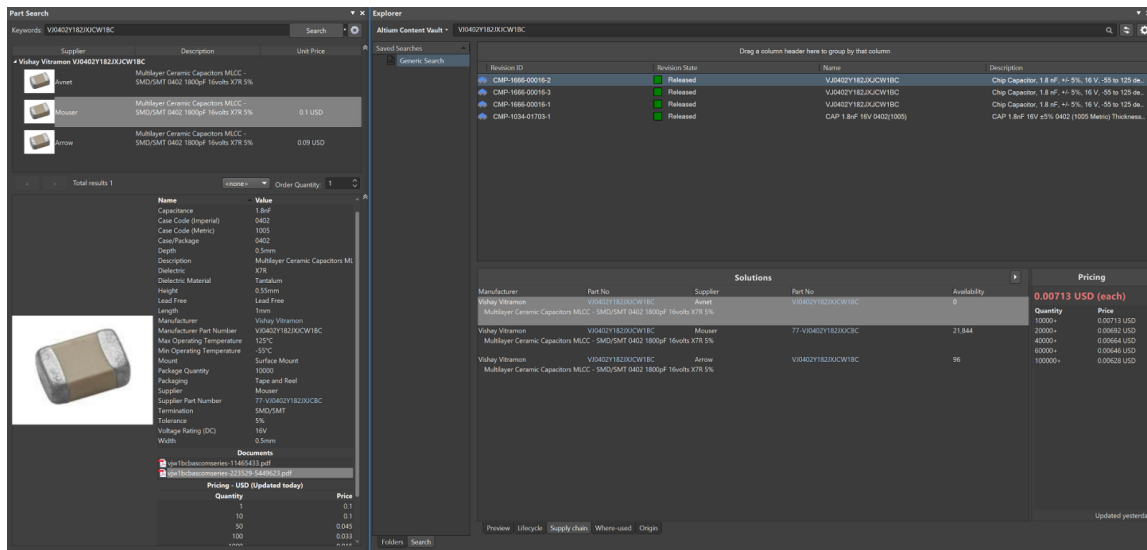 Part Search
Keywords: VJ0402Y182JXJCW1BC Search
Supplier Description Unit Price
Vishay Vitramon VJ0402Y182JXJCW1BC
Avnet Multilayer Ceramic Capacitors MLCC - SMD/SMT 0402 1800pF 16volts X7R 5%
Mouser Multilayer Ceramic Capacitors MLCC - SMD/SMT 0402 1800pF 16volts X7R 5% 0.1 USD
Arrow Multilayer Ceramic Capacitors MLCC - SMD/SMT 0402 1800pF 16volts X7R 5% 0.09 USD
Total results 1 <none> Order Quantity: 1
Name Value
Capacitance 1.8nF
Case Code (Imperial) 0402
Case Code (Metric) 1005
Case/Package 0402
Depth 0.5mm
Description Multilayer Ceramic Capacitors ML
Dielectric X7R
Dielectric Material Tantalum
Height 0.55mm
Lead Free Lead Free
Length 1mm
Manufacturer Vishay Vitramon
Manufacturer Part Number VJ0402Y182JXJCW1BC
Max Operating Temperature 125°C
Min Operating Temperature -55°C
Mount Surface Mount
Package Quantity 10000
Packaging Tape and Reel
Supplier Mouser
Supplier Part Number 77-VJ0402Y182JXJCBC
Termination SMD/SMT
Tolerance 5%
Voltage Rating (DC) 16V
Width 0.5mm
Documents
vjw1bcbascomseries-11465433.pdf
vjw1bcbascomseries-223529-5449623.pdf
Pricing - USD (Updated today)
Quantity Price
1 0.1
10 0.1
50 0.045
100 0.033
Explorer
Altium Content Vault VJ0402Y182JXJCW1BC
Saved Searches
Generic Search
Drag a column header here to group by that column
Revision ID Revision State Name Description
CMP-1666-00016-2 Released VJ0402Y182JXJCW1BC Chip Capacitor, 1.8 nF, +/- 5%, 16 V, -55 to 125 de...
CMP-1666-00016-3 Released VJ0402Y182JXJCW1BC Chip Capacitor, 1.8 nF, +/- 5%, 16 V, -55 to 125 de...
CMP-1666-00016-1 Released VJ0402Y182JXJCW1BC Chip Capacitor, 1.8 nF, +/- 5%, 16 V, -55 to 125 de...
CMP-1034-01703-1 Released CAP 1.8nF 16V 0402(1005) CAP 1.8nF 16V ±5% 0402 (1005 Metric) Thickness...
Solutions
Manufacturer Part No Supplier Part No Availability
Vishay Vitramon VJ0402Y182JXJCW1BC Avnet VJ0402Y182JXJCW1BC 0
Multilayer Ceramic Capacitors MLCC - SMD/SMT 0402 1800pF 16volts X7R 5%
Vishay Vitramon VJ0402Y182JXJCW1BC Mouser 77-VJ0402Y182JXJCBC 21,844
Multilayer Ceramic Capacitors MLCC - SMD/SMT 0402 1800pF 16volts X7R 5%
Vishay Vitramon VJ0402Y182JXJCW1BC Arrow VJ0402Y182JXJCW1BC 96
Multilayer Ceramic Capacitors MLCC - SMD/SMT 0402 1800pF 16volts X7R 5%
Pricing
0.00713 USD (each)
Quantity Price
10000+ 0.00713 USD
20000+ 0.00692 USD
40000+ 0.00664 USD
60000+ 0.00646 USD
100000+ 0.00628 USD
Updated yesterda
Preview Lifecycle Supply chain Where-used Origin
Folders Search